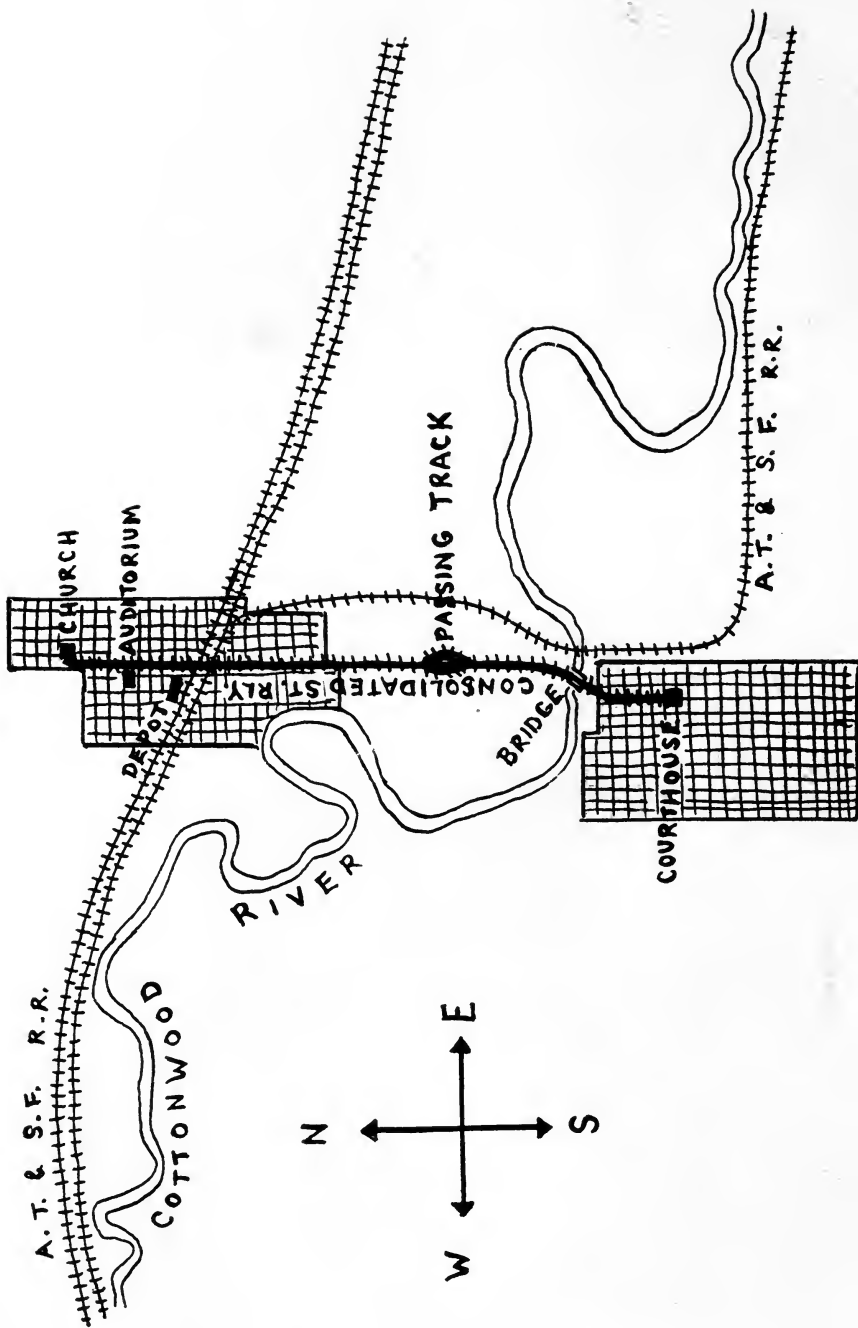 CHURCH
AUDITORIUM
DEPOT
A.T. & S.F. R.R.
COTTONWOOD
RIVER
CONSOLIDATED ST. RLY
PASSING TRACK
BRIDGE
COURTHOUSE
A.T. & S.F. R.R.
N
W E
S